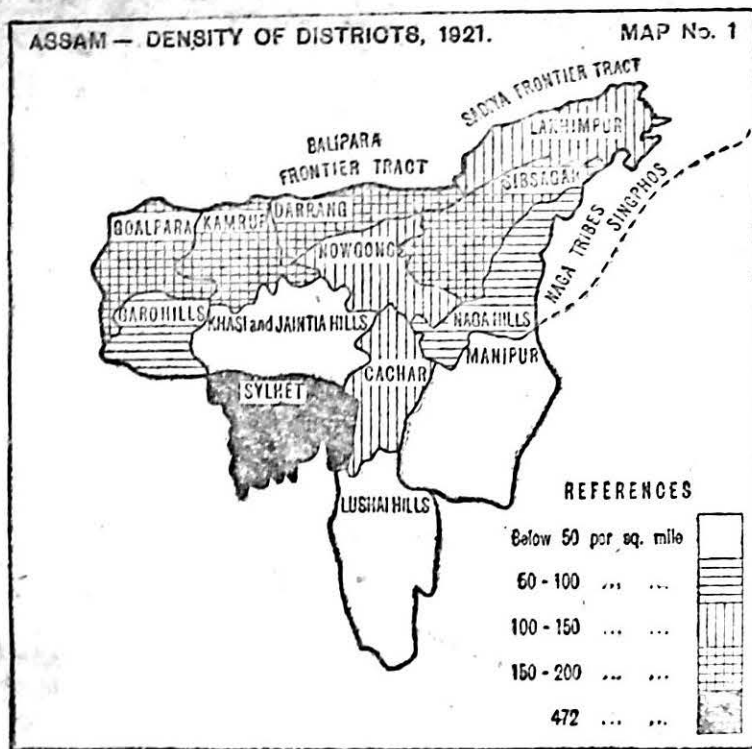 ASSAM — DENSITY OF DISTRICTS, 1921. MAP No. 1
SADIYA FRONTIER TRACT
LAKHIMPUR
BALIPARA
FRONTIER TRACT
SIBSAGAR
DARRANG
GOALPARA
KAMRUP
NOWGONG
NAGA TRIBES
SINGPHOS
GARO HILLS
KHASI and JAINTIA HILLS
NAGA HILLS
MANIPUR
CACHAR
SYLHET
LUSHAI HILLS
REFERENCES
Below 50 per sq. mile
50 - 100 ... ...
100 - 150 ... ...
150 - 200 ... ...
472 ... ...